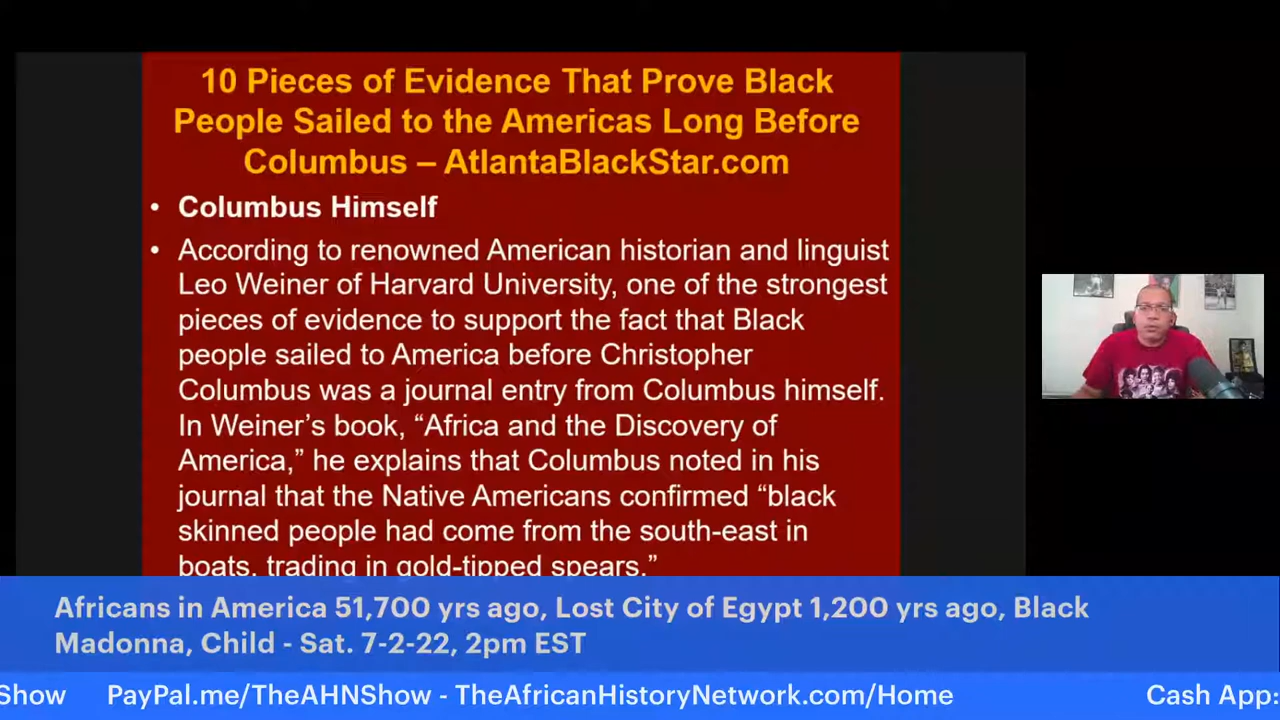 10 Pieces of Evidence That Prove Black
People Sailed to the Americas Long Before
Columbus – AtlantaBlackStar.com
• Columbus Himself
• According to renowned American historian and linguist
Leo Weiner of Harvard University, one of the strongest
pieces of evidence to support the fact that Black
people sailed to America before Christopher
Columbus was a journal entry from Columbus himself.
In Weiner’s book, “Africa and the Discovery of
America,” he explains that Columbus noted in his
journal that the Native Americans confirmed “black
skinned people had come from the south-east in
boats, trading in gold-tipped spears.”
Africans in America 51,700 yrs ago, Lost City of Egypt 1,200 yrs ago, Black
Madonna, Child - Sat. 7-2-22, 2pm EST
Show PayPal.me/TheAHNShow - TheAfricanHistoryNetwork.com/Home Cash App: